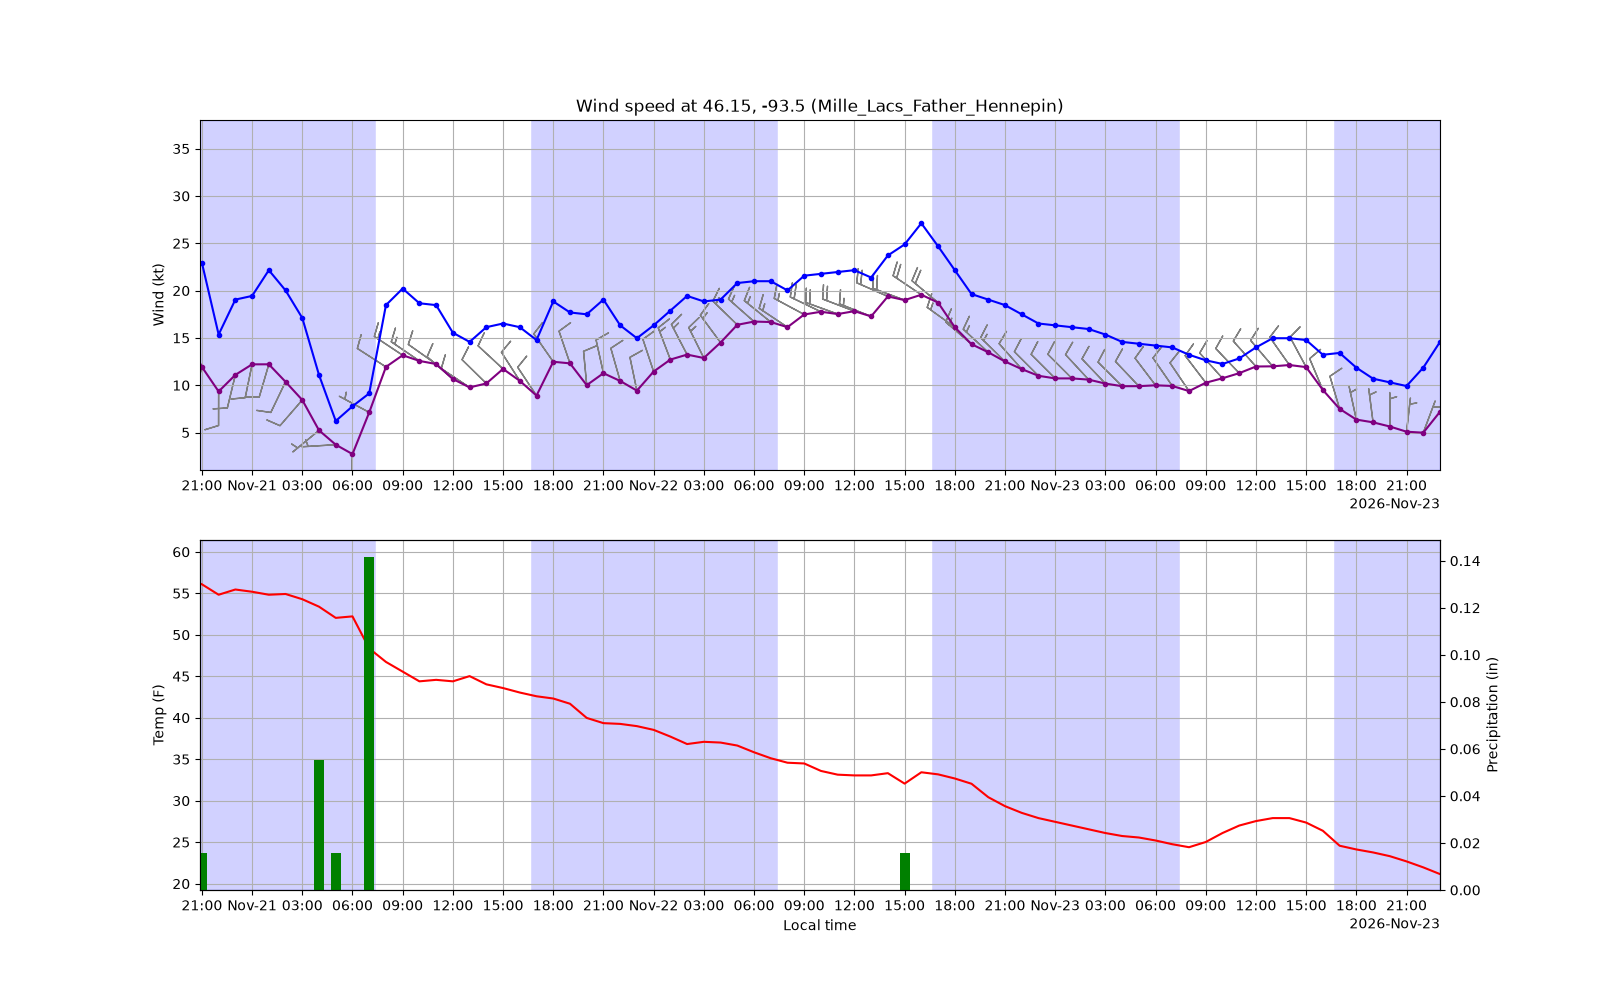 Wind speed at 46.15, -93.5 (Mille_Lacs_Father_Hennepin)
35
30
25
20
15
10
5
Wind (kt)
21:00 Nov-21 03:00 06:00 09:00 12:00 15:00 18:00 21:00 Nov-22 03:00 06:00 09:00 12:00 15:00 18:00 21:00 Nov-23 03:00 06:00 09:00 12:00 15:00 18:00 21:00
2026-Nov-23
60
55
50
45
40
35
30
25
20
Temp (F)
0.14
0.12
0.10
0.08
0.06
0.04
0.02
0.00
Precipitation (in)
21:00 Nov-21 03:00 06:00 09:00 12:00 15:00 18:00 21:00 Nov-22 03:00 06:00 09:00 12:00 15:00 18:00 21:00 Nov-23 03:00 06:00 09:00 12:00 15:00 18:00 21:00
Local time
2026-Nov-23